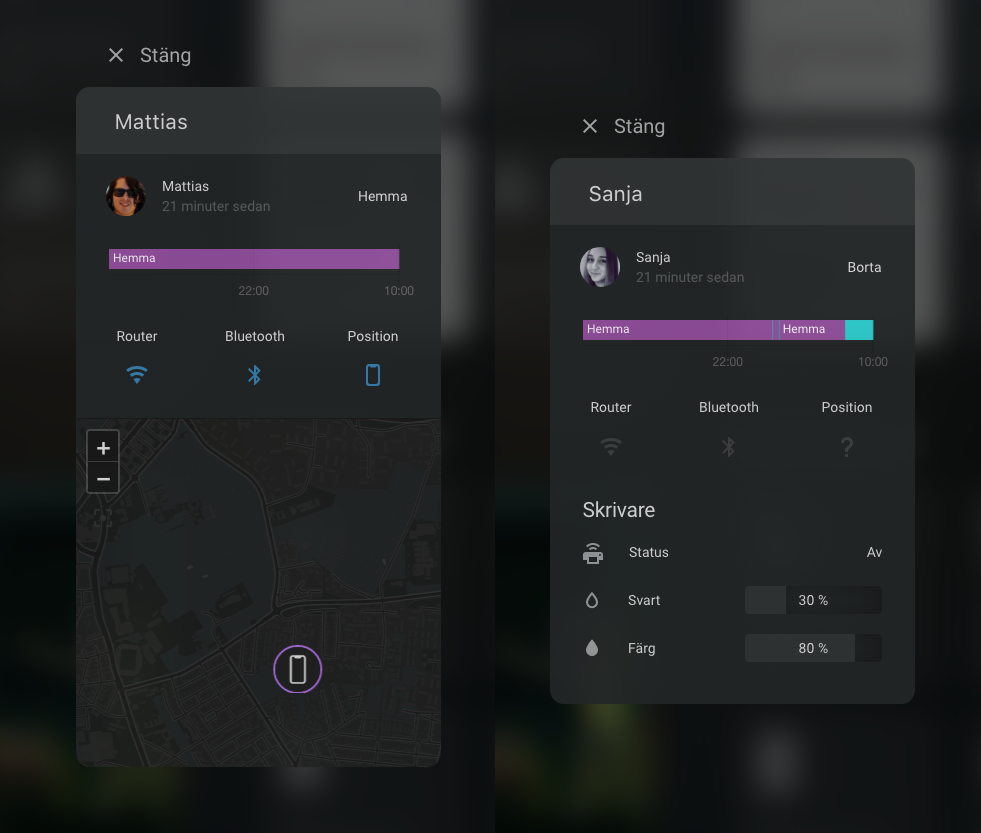 Stäng
Mattias
Mattias
21 minuter sedan
Hemma
Hemma
22:00
10:00
Router
Bluetooth
Position
+
−
Stäng
Sanja
Sanja
21 minuter sedan
Borta
Hemma
Hemma
22:00
10:00
Router
Bluetooth
Position
?
Skrivare
Status
Av
Svart
30 %
Färg
80 %